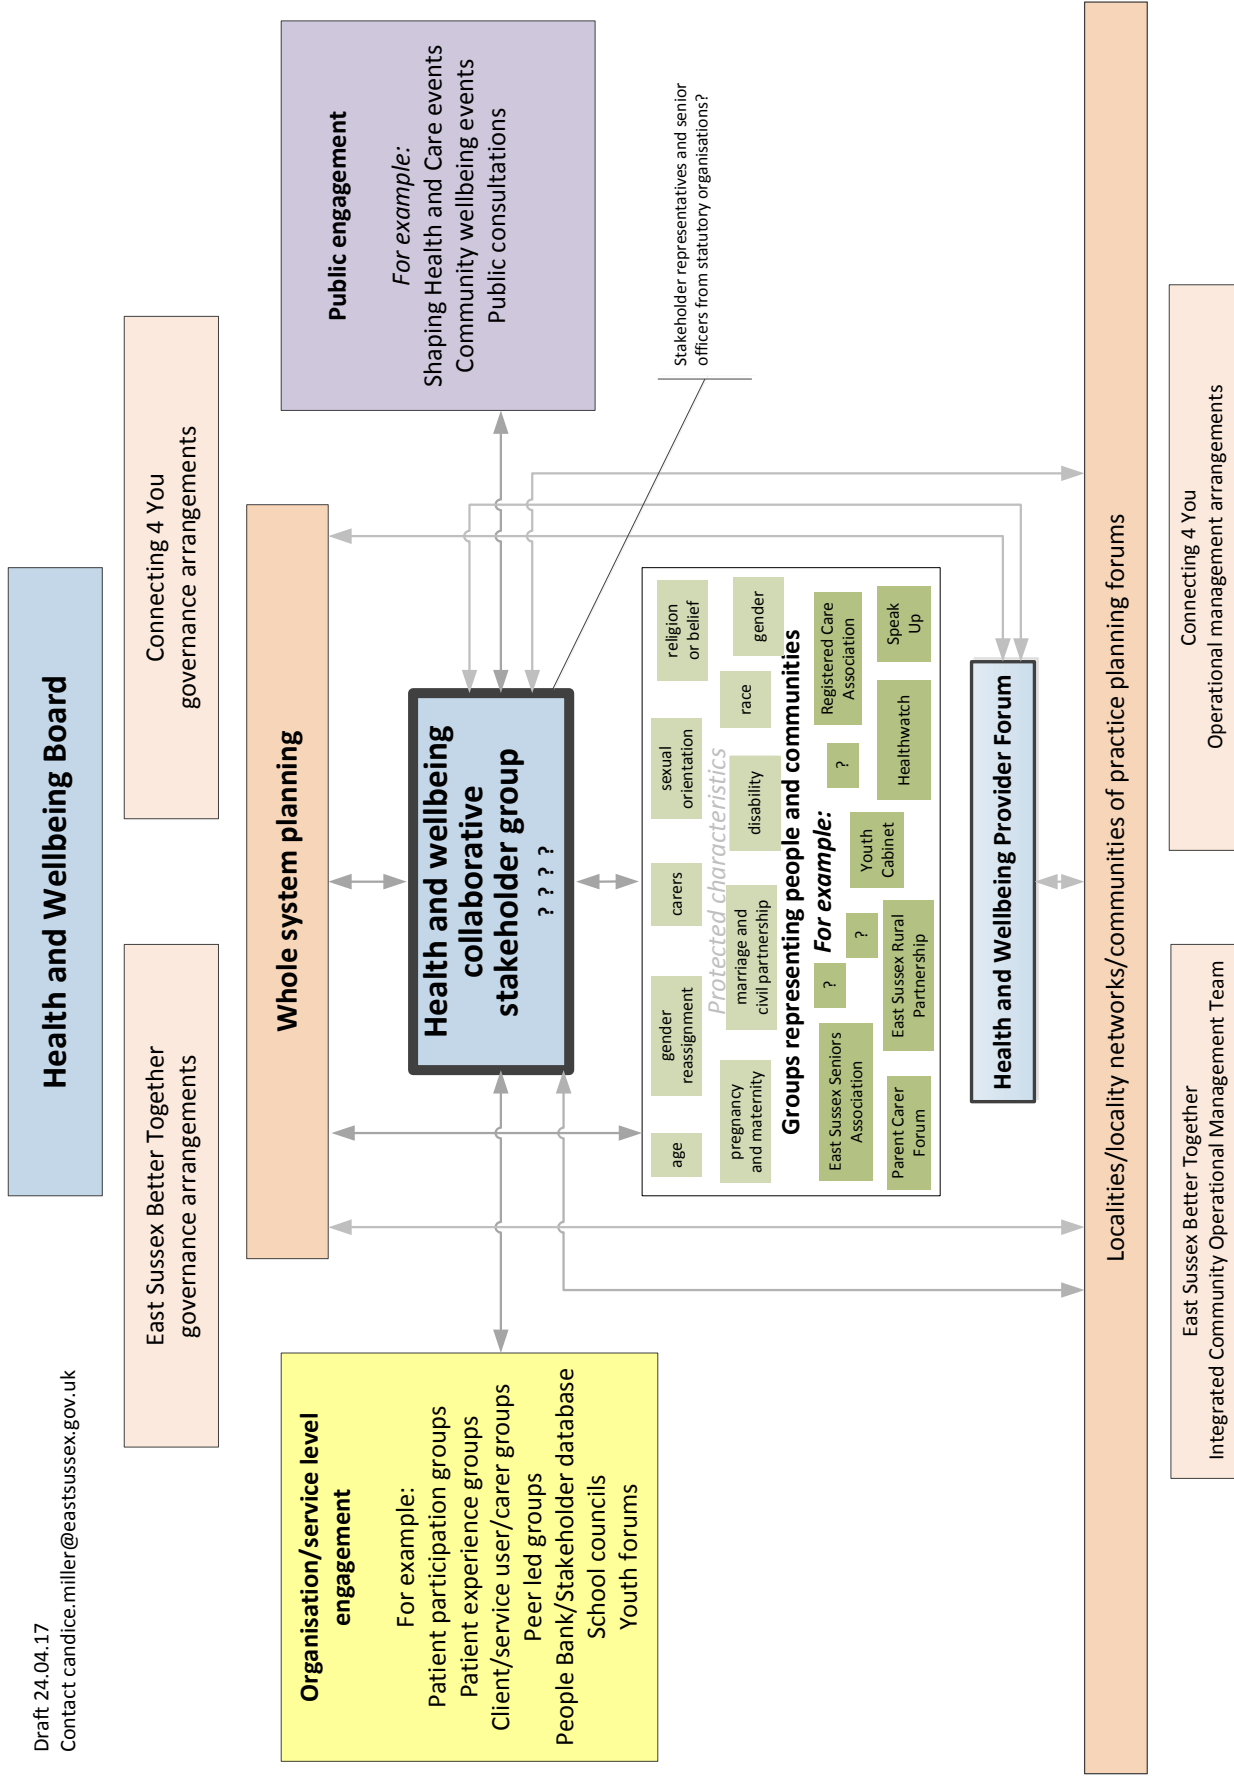 Draft 24.04.17
Contact candice.miller@eastsussex.gov.uk
Health and Wellbeing Board
East Sussex Better Together
governance arrangements
Connecting 4 You
governance arrangements
Whole system planning
Organisation/service level
engagement
For example:
Patient participation groups
Patient experience groups
Client/service user/carer groups
Peer led groups
People Bank/Stakeholder database
School councils
Youth forums
Health and wellbeing
collaborative
stakeholder group
? ? ? ?
Public engagement
For example:
Shaping Health and Care events
Community wellbeing events
Public consultations
Stakeholder representatives and senior
officers from statutory organisations?
age
gender
reassignment
carers
sexual
orientation
religion
or belief
Protected characteristics
pregnancy
and maternity
marriage and
civil partnership
disability
race
gender
Groups representing people and communities
For example:
East Sussex Seniors
Association
?
?
?
Registered Care
Association
Parent Carer
Forum
East Sussex Rural
Partnership
Youth
Cabinet
Healthwatch
Speak
Up
Health and Wellbeing Provider Forum
Localities/locality networks/communities of practice planning forums
East Sussex Better Together
Integrated Community Operational Management Team
Connecting 4 You
Operational management arrangements